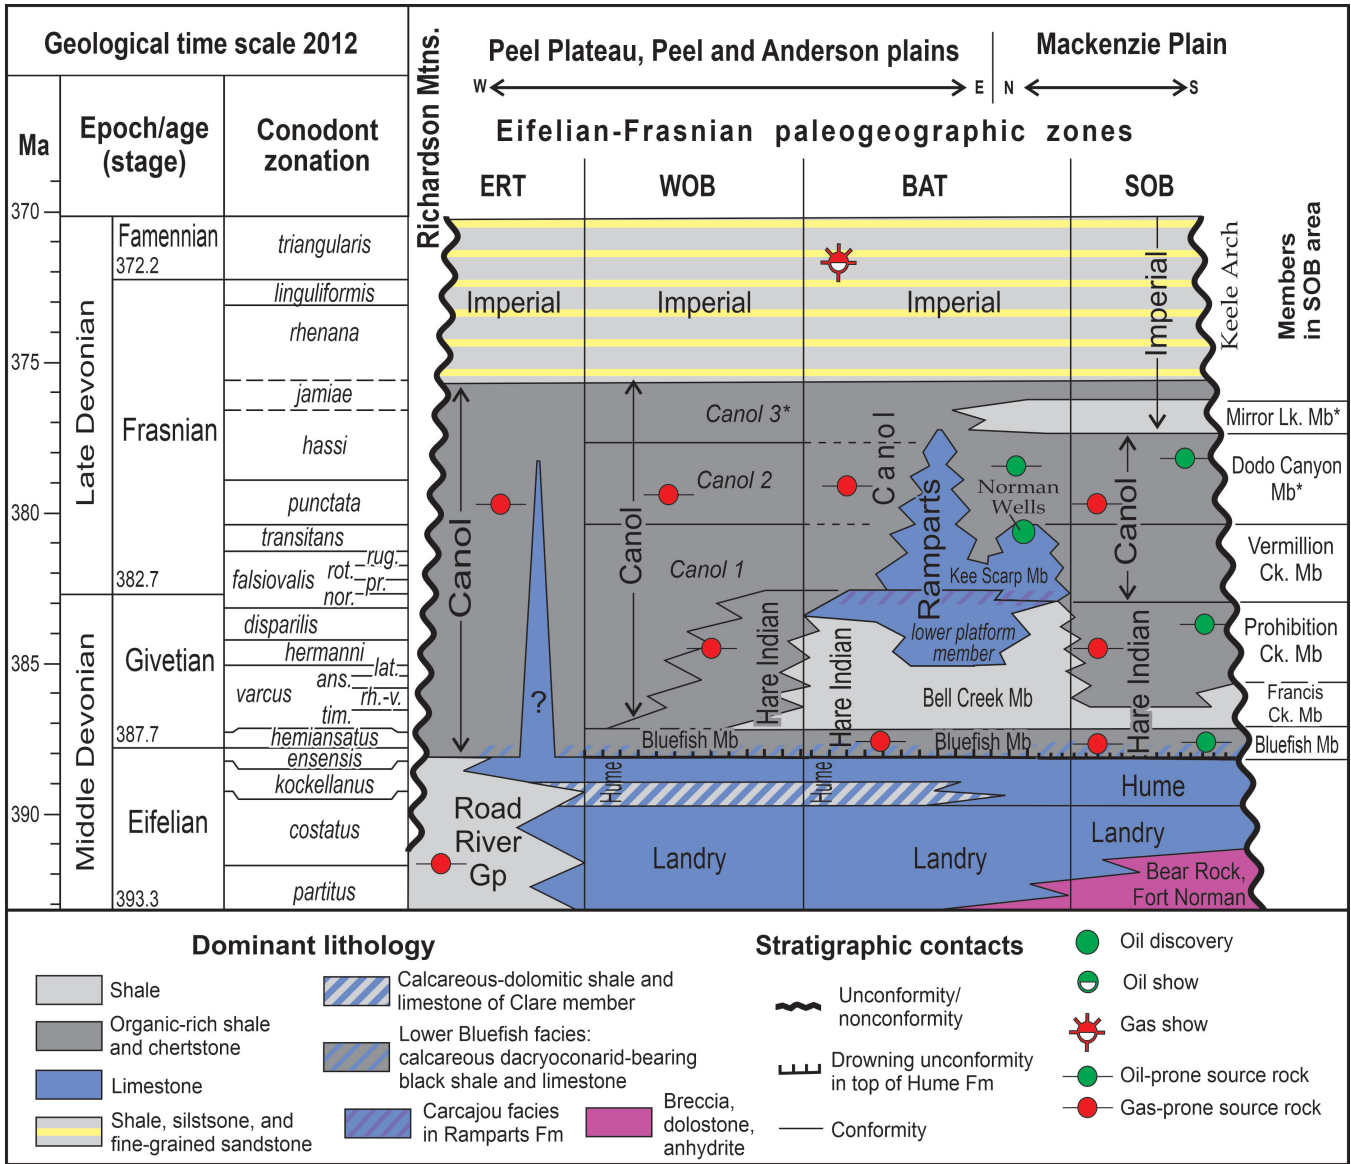 Geological time scale 2012
Richardson Mtns.
Peel Plateau, Peel and Anderson plains
Mackenzie Plain
W
E
N
S
Ma
Epoch/age
(stage)
Conodont
zonation
Eifelian-Frasnian paleogeographic zones
ERT
WOB
BAT
SOB
Members
in SOB area
Keele Arch
370
375
380
385
390
Late Devonian
Middle Devonian
Famennian
372.2
Frasnian
382.7
Givetian
387.7
Eifelian
393.3
triangularis
linguliformis
rhenana
jamiae
hassi
punctata
transitans
falsiovalis
rot.
rug.
pr.
nor.
disparilis
hermanni
varcus
ans.
lat.
rh.-v.
tim.
hemiansatus
ensensis
kockellanus
costatus
partitus
Imperial
Imperial
Imperial
Imperial
Canol
Canol
Canol 3*
Canol 2
Canol 1
Canol
Canol
Ramparts
Norman
Wells
Kee Scarp Mb
lower platform
member
Hare Indian
Hare Indian
Hare Indian
Bell Creek Mb
Bluefish Mb
Bluefish Mb
?
Hume
Hume
Hume
Road
River
Gp
Landry
Landry
Landry
Bear Rock,
Fort Norman
Mirror Lk. Mb*
Dodo Canyon
Mb*
Vermillion
Ck. Mb
Prohibition
Ck. Mb
Francis
Ck. Mb
Bluefish Mb
Dominant lithology
Shale
Organic-rich shale
and chertstone
Limestone
Shale, silstsone, and
fine-grained sandstone
Calcareous-dolomitic shale and
limestone of Clare member
Lower Bluefish facies:
calcareous dacryoconarid-bearing
black shale and limestone
Carcajou facies
in Ramparts Fm
Breccia,
dolostone,
anhydrite
Stratigraphic contacts
Unconformity/
nonconformity
Drowning unconformity
in top of Hume Fm
Conformity
Oil discovery
Oil show
Gas show
Oil-prone source rock
Gas-prone source rock